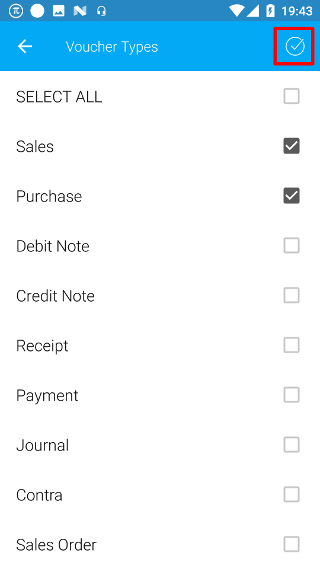 19:43
Voucher Types
SELECT ALL
Sales
Purchase
Debit Note
Credit Note
Receipt
Payment
Journal
Contra
Sales Order